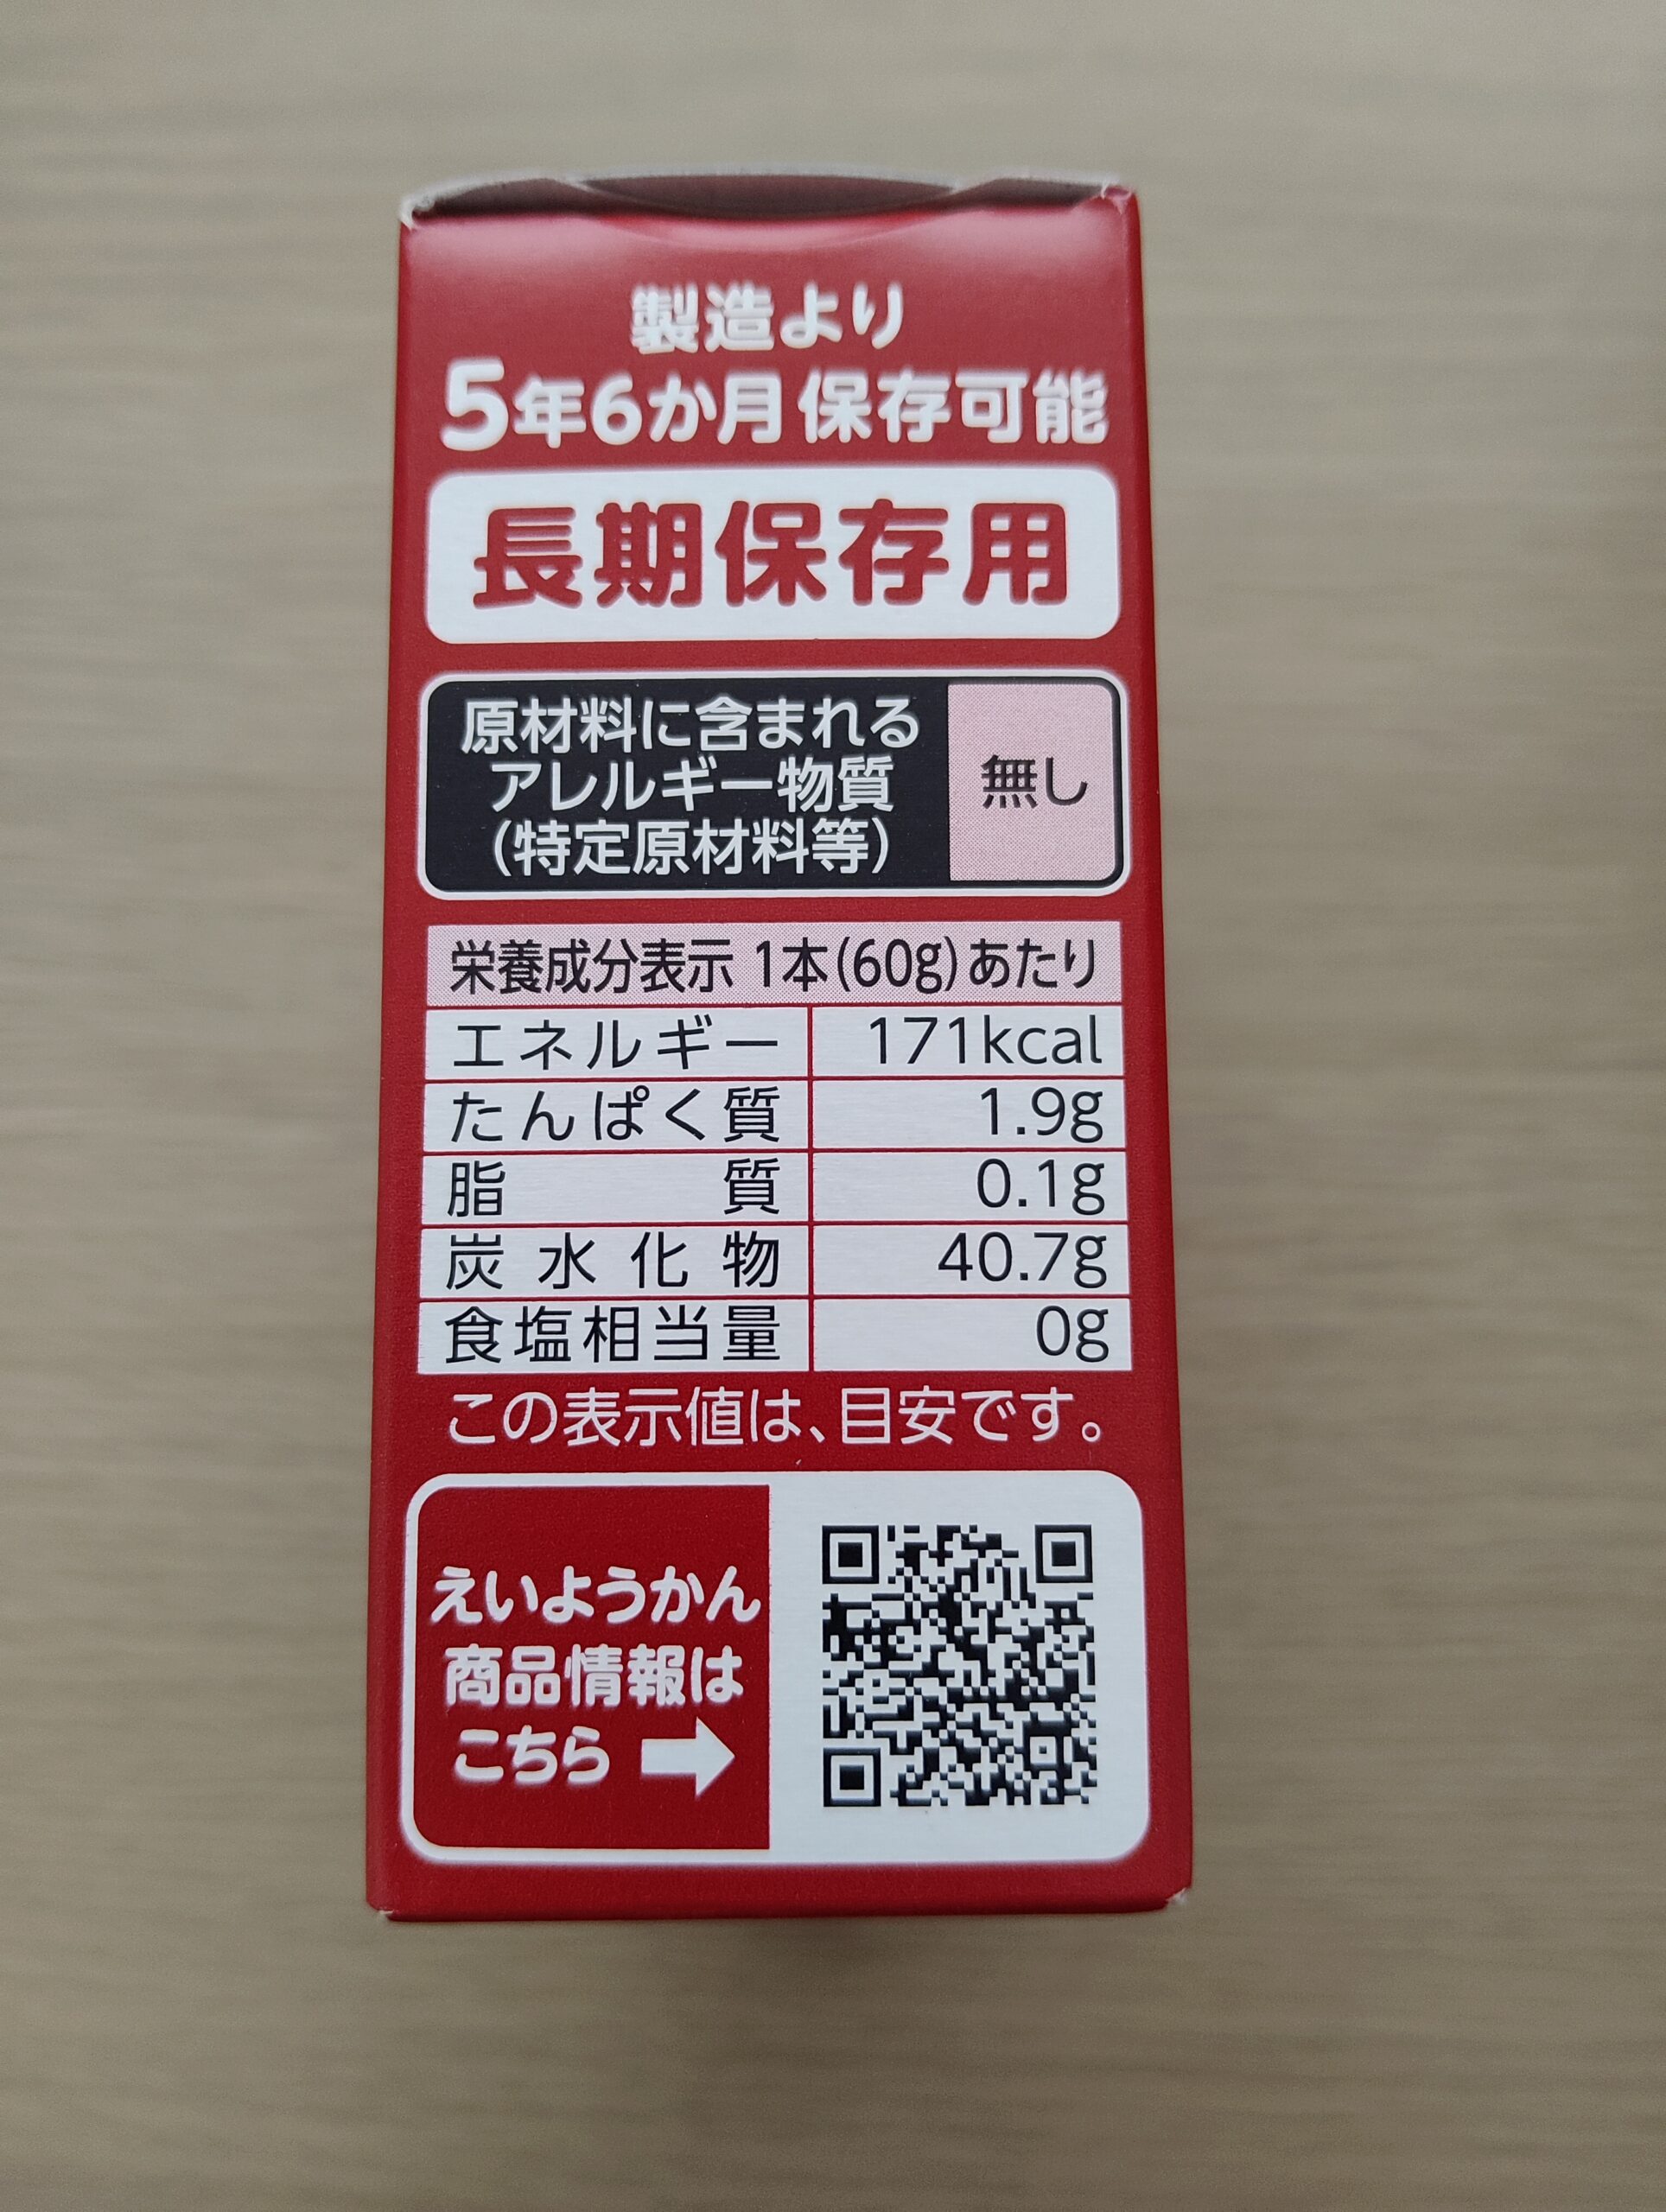 製造より
5年6か月保存可能
長期保存用
原材料に含まれる
アレルギー物質
(特定原材料等)
無し
栄養成分表示 1本(60g)あたり
エネルギー 171kcal
たんぱく質 1.9g
脂質 0.1g
炭水化物 40.7g
食塩相当量 0g
この表示値は、目安です。
えいようかん
商品情報は
こちら